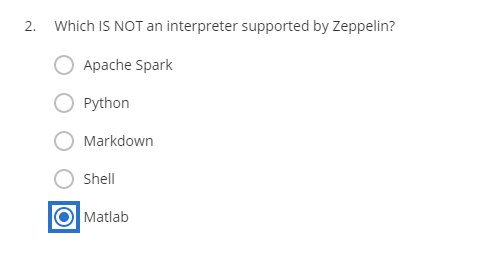 2. Which IS NOT an interpreter supported by Zeppelin?
Apache Spark
Python
Markdown
Shell
Matlab